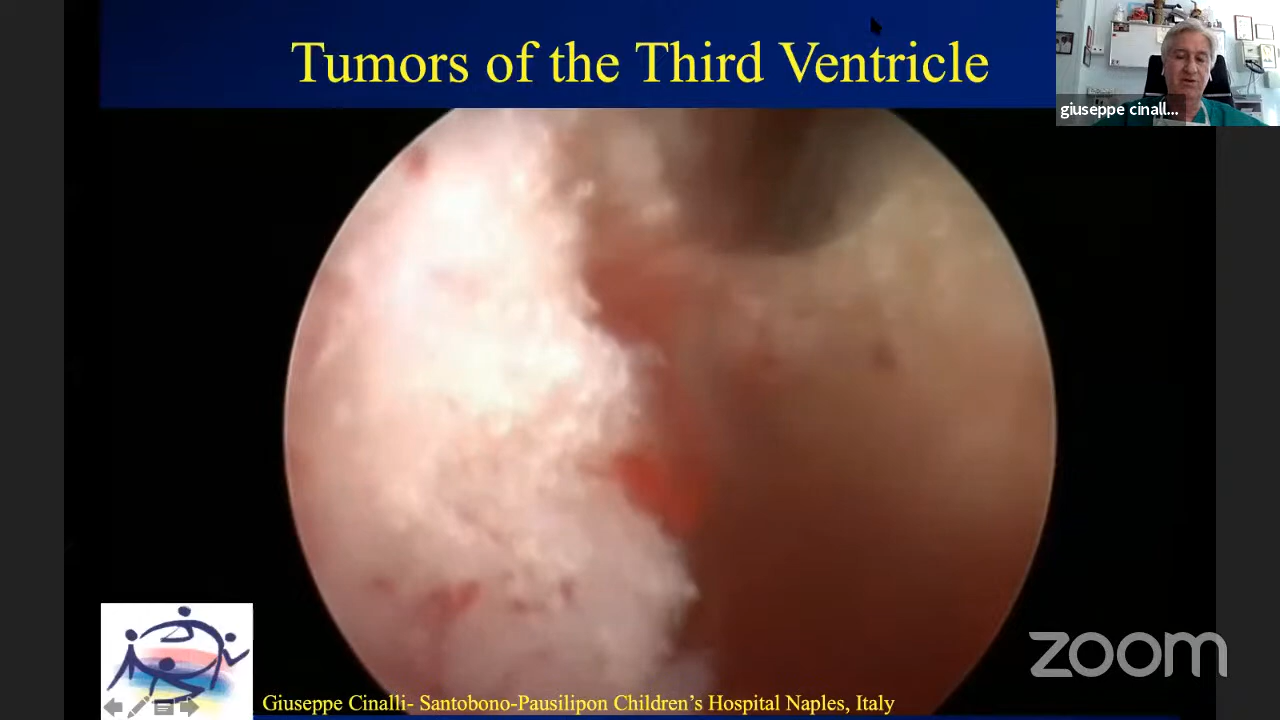 Tumors of the Third Ventricle
giuseppe cinall...
zoom
Giuseppe Cinalli- Santobono-Pausilipon Children’s Hospital Naples, Italy